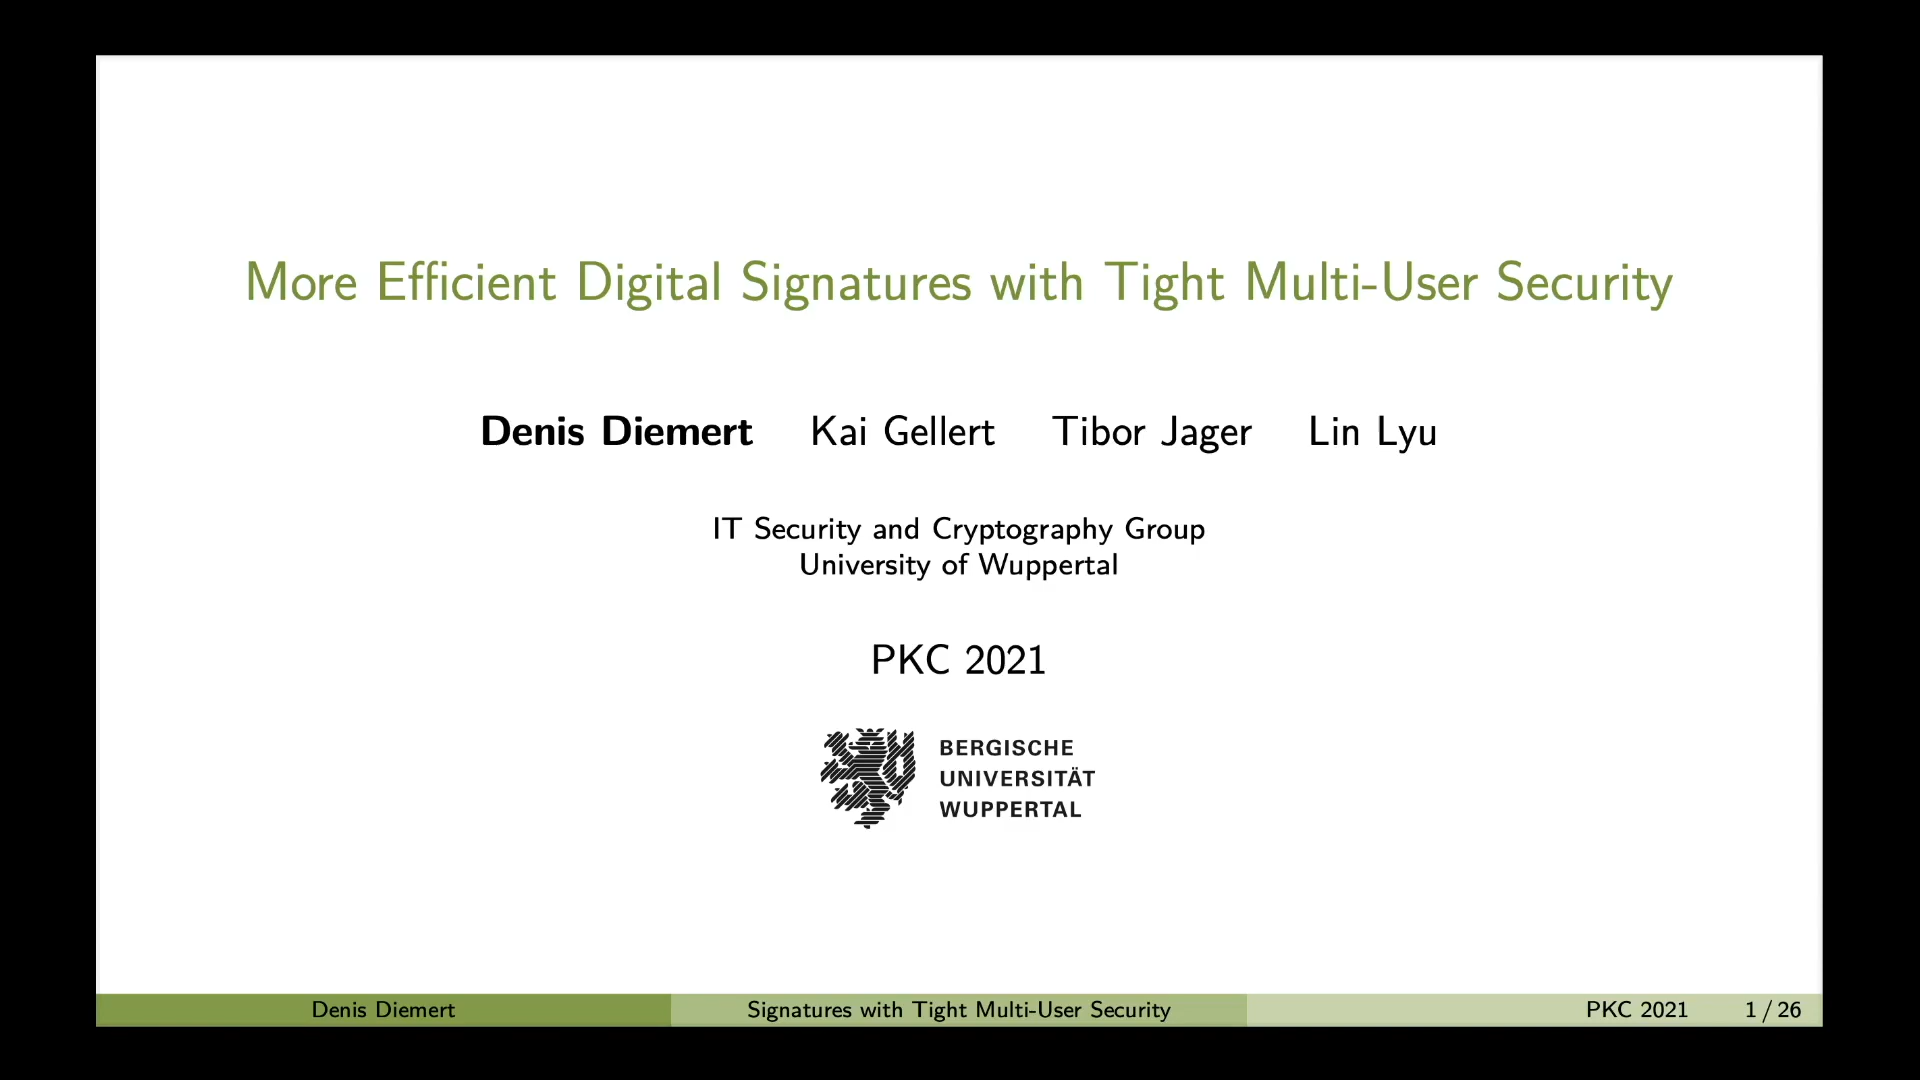 More Efficient Digital Signatures with Tight Multi-User Security
Denis Diemert Kai Gellert Tibor Jager Lin Lyu
IT Security and Cryptography Group
University of Wuppertal
PKC 2021
BERGISCHE
UNIVERSITÄT
WUPPERTAL
Denis Diemert Signatures with Tight Multi-User Security PKC 2021 1 / 26